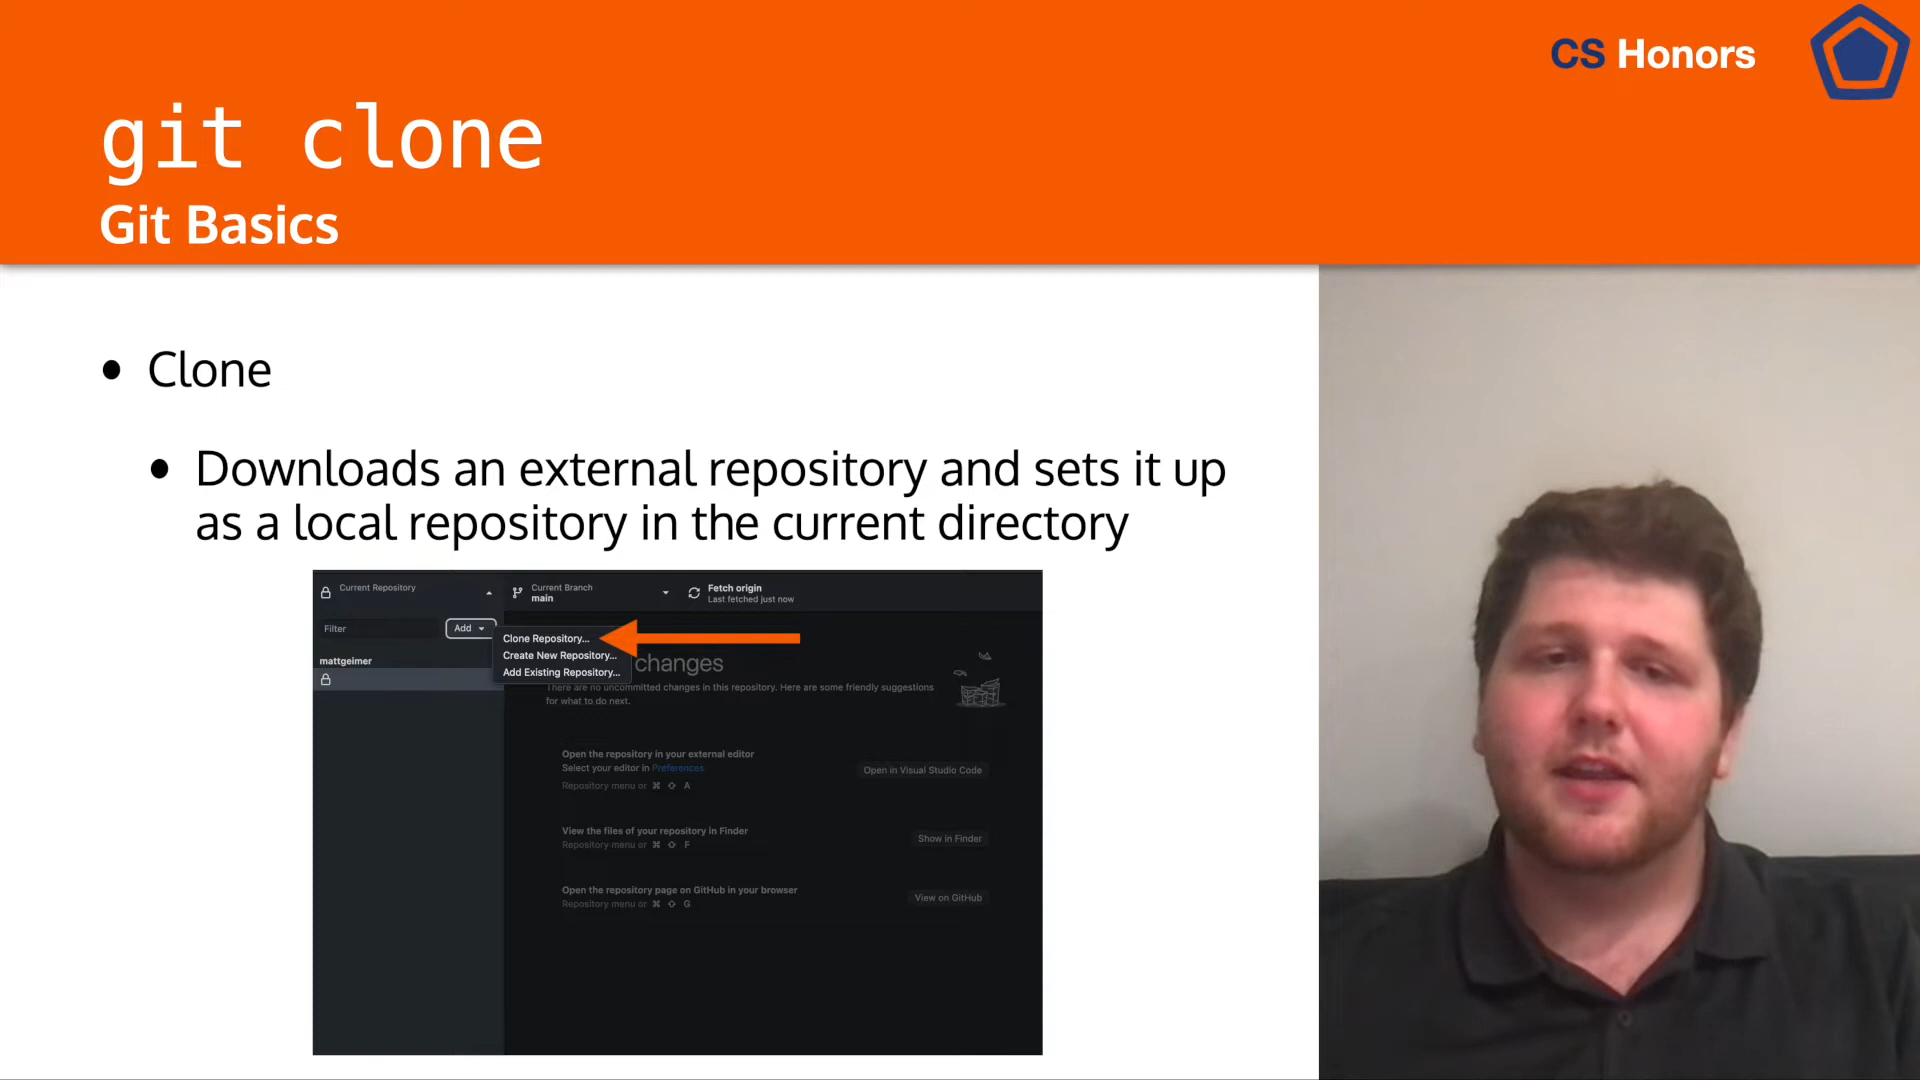 CS Honors
git clone
Git Basics
• Clone
• Downloads an external repository and sets it up
as a local repository in the current directory
Current Repository
Current Branch
main
Fetch origin
Last fetched just now
Filter
Add
Clone Repository...
Create New Repository...
Add Existing Repository...
mattgeimer
changes
There are no uncommitted changes in this repository. Here are some friendly suggestions
for what to do next.
Open the repository in your external editor
Select your editor in Preferences
Repository menu or ⌘ ⇧ A
Open in Visual Studio Code
View the files of your repository in Finder
Repository menu or ⌘ ⇧ F
Show in Finder
Open the repository page on GitHub in your browser
Repository menu or ⌘ ⇧ G
View on GitHub